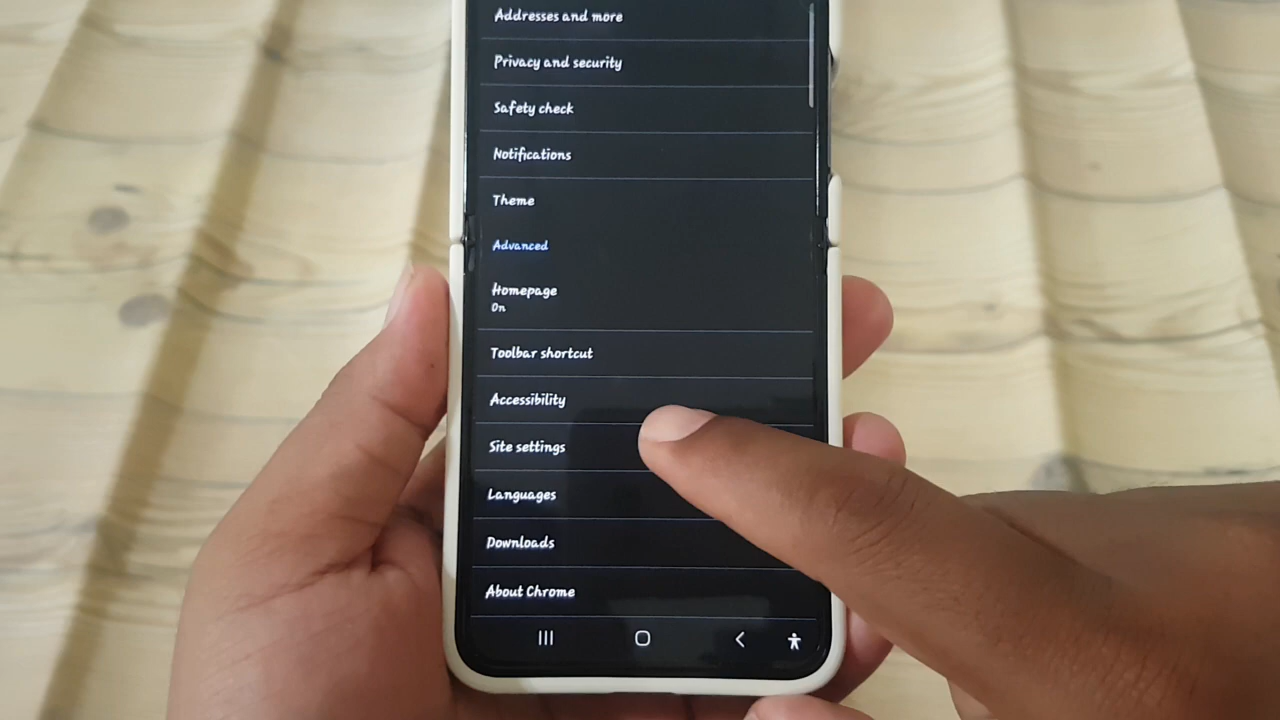 Addresses and more
Privacy and security
Safety check
Notifications
Theme
Advanced
Homepage
On
Toolbar shortcut
Accessibility
Site settings
Languages
Downloads
About Chrome